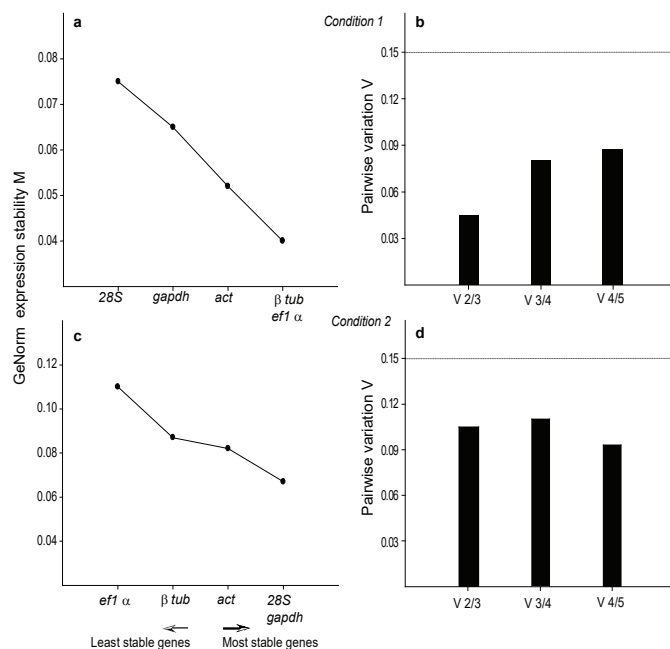 Condition 1
a
0.08
0.07
0.06
0.05
0.04
28S gapdh act β tub
ef1 α
b
Pairwise variation V
0.15
0.12
0.09
0.06
0.03
V 2/3 V 3/4 V 4/5
GeNorm expression stability M
Condition 2
c
0.12
0.10
0.08
0.06
0.04
ef1 α β tub act 28S
gapdh
Least stable genes Most stable genes
d
Pairwise variation V
0.15
0.12
0.09
0.06
0.03
V 2/3 V 3/4 V 4/5